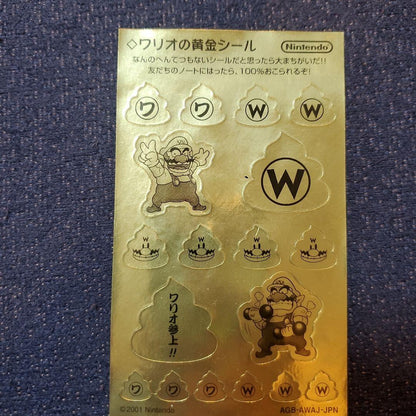 ◇ワリオの黄金シール
Nintendo
なんのへんてつもないシールだと思ったら大まちがいだ!!
友だちのノートにはったら、100%おこられるぞ!
ワ ワ W W
W
W W W W
ワリオ参上!!
ワ ワ W W W W
©2001 Nintendo
AGB-AWAJ-JPN